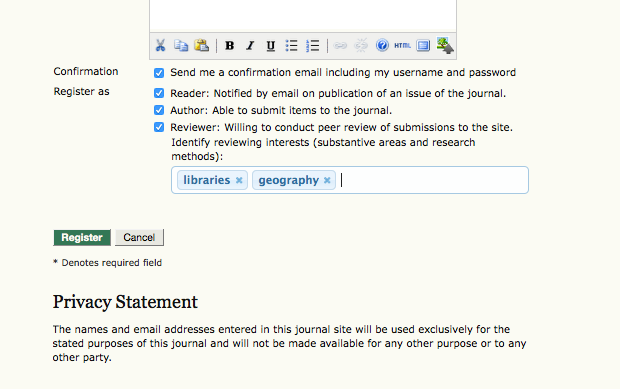 B I U HTML
Confirmation
Send me a confirmation email including my username and password
Register as
Reader: Notified by email on publication of an issue of the journal.
Author: Able to submit items to the journal.
Reviewer: Willing to conduct peer review of submissions to the site.
Identify reviewing interests (substantive areas and research
methods):
libraries × geography ×
Register Cancel
* Denotes required field
Privacy Statement
The names and email addresses entered in this journal site will be used exclusively for the
stated purposes of this journal and will not be made available for any other purpose or to any
other party.